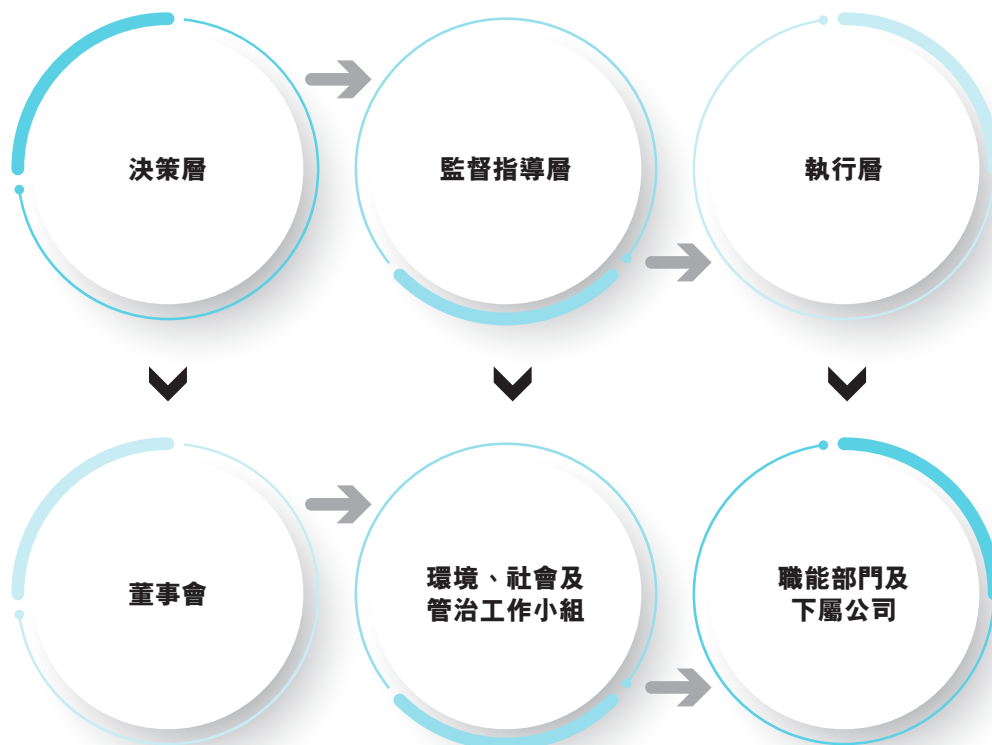 決策層
監督指導層
執行層
董事會
環境、社會及
管治工作小組
職能部門及
下屬公司